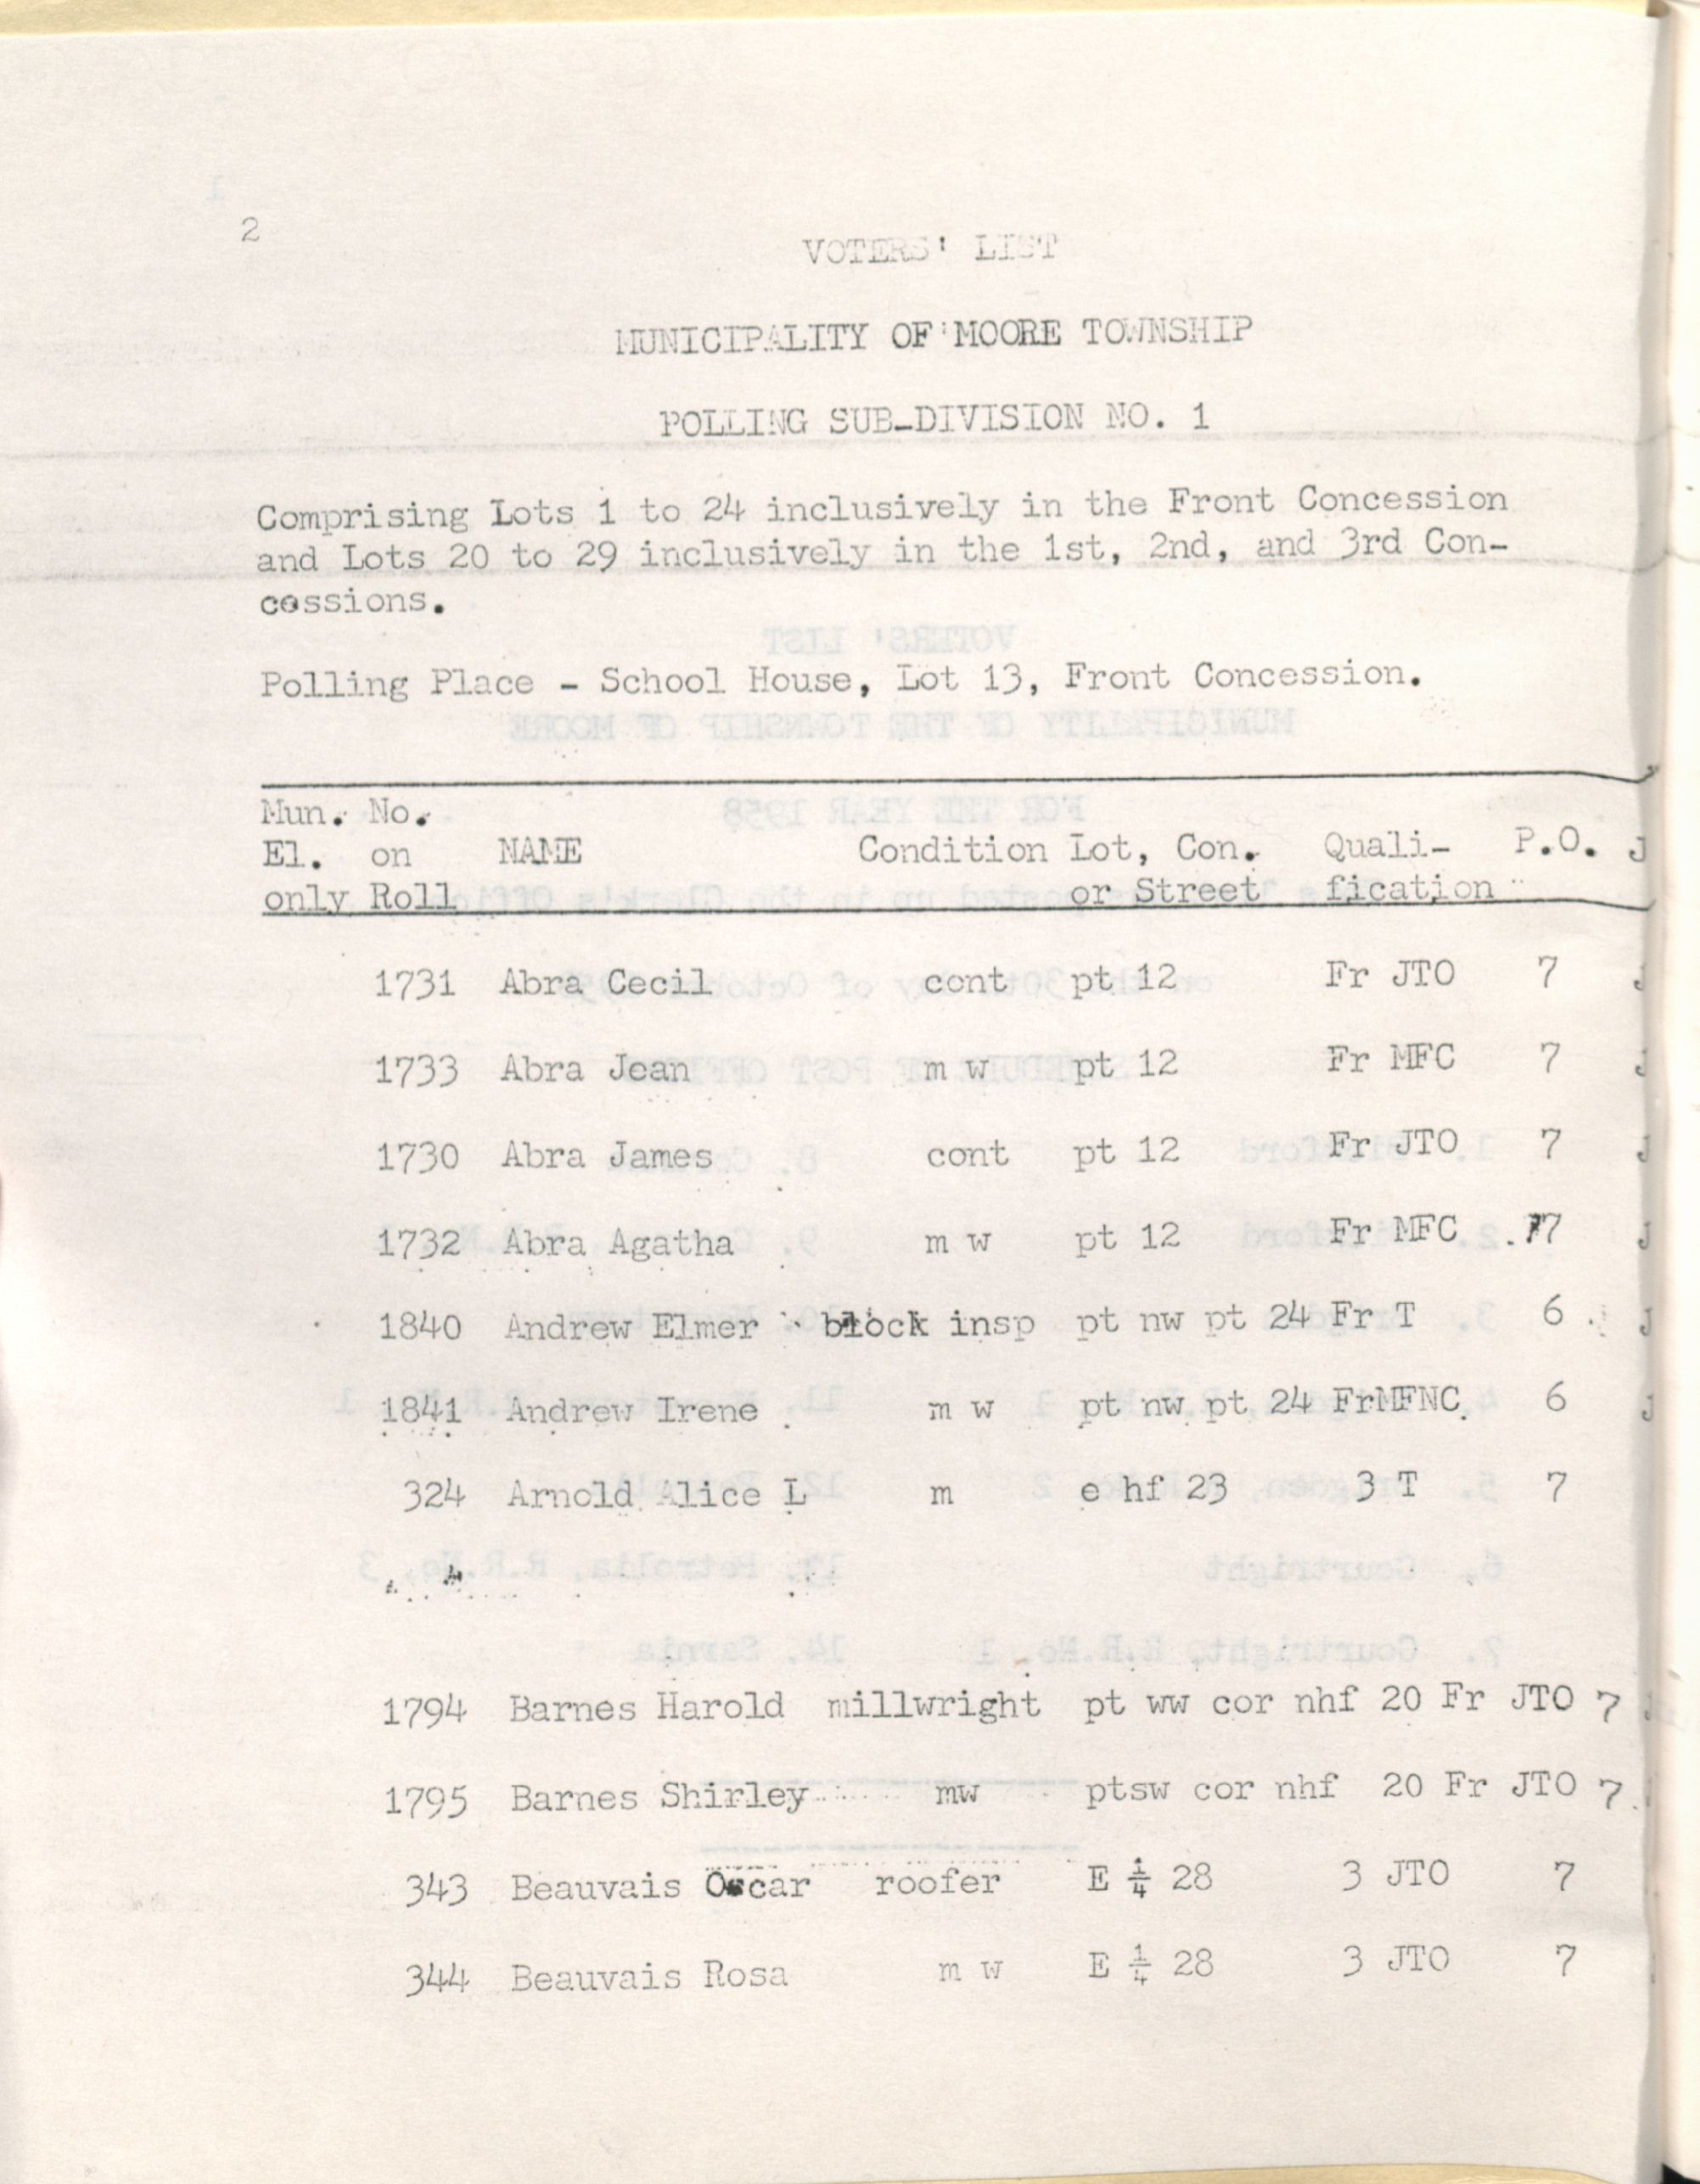 2
VOTERS' LIST
MUNICIPALITY OF MOORE TOWNSHIP
POLLING SUB-DIVISION NO. 1
Comprising Lots 1 to 24 inclusively in the Front Concession
and Lots 20 to 29 inclusively in the 1st, 2nd, and 3rd Con-
cessions.
Polling Place - School House, Lot 13, Front Concession.
Mun. No.
El. on NAME Condition Lot, Con. Quali- P.O. J
only Roll or Street fication
1731 Abra Cecil cont pt 12 Fr JTO 7 J
1733 Abra Jean m w pt 12 Fr MFC 7 J
1730 Abra James cont pt 12 Fr JTO 7 J
1732 Abra Agatha m w pt 12 Fr MFC 7 J
1840 Andrew Elmer block insp pt nw pt 24 Fr T 6 J
1841 Andrew Irene m w pt nw pt 24 FrMFNC 6 J
324 Arnold Alice L m e hf 23 3 T 7
1794 Barnes Harold millwright pt ww cor nhf 20 Fr JTO 7
1795 Barnes Shirley mw ptsw cor nhf 20 Fr JTO 7
343 Beauvais Oscar roofer E ¼ 28 3 JTO 7
344 Beauvais Rosa m w E ¼ 28 3 JTO 7